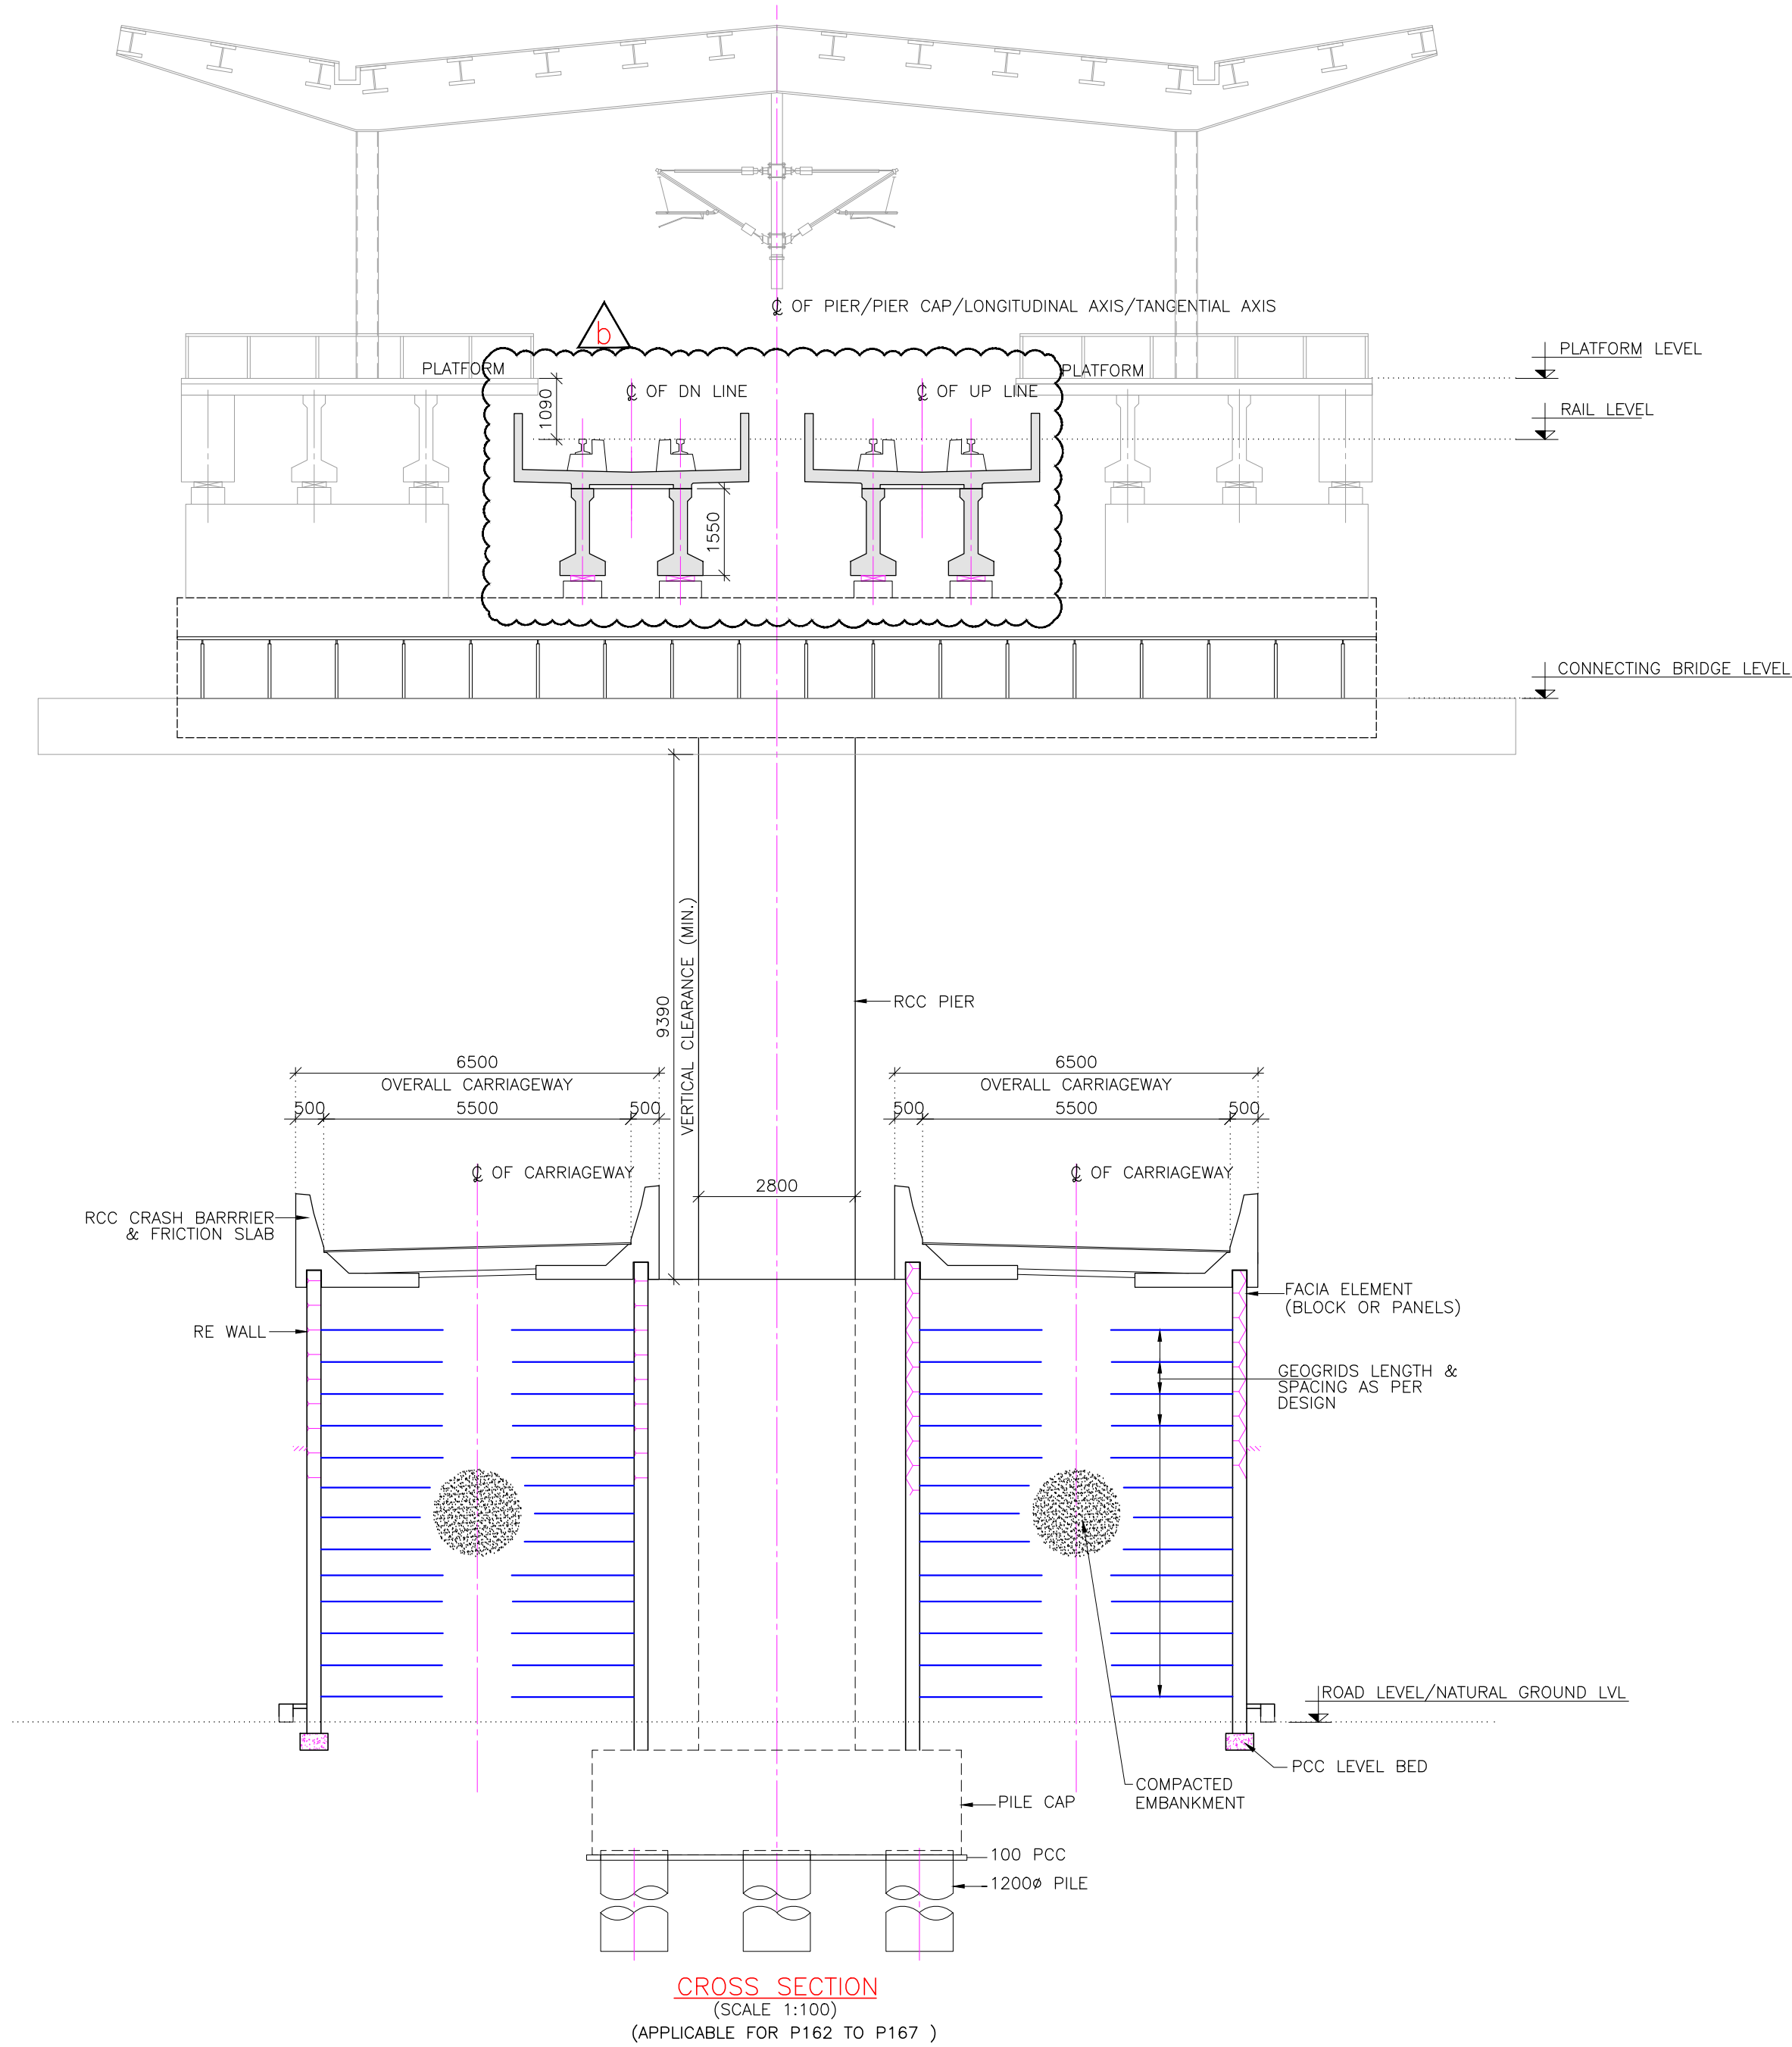 ℄ OF PIER/PIER CAP/LONGITUDINAL AXIS/TANGENTIAL AXIS
b
PLATFORM LEVEL
PLATFORM
PLATFORM
℄ OF DN LINE
℄ OF UP LINE
1090
RAIL LEVEL
1550
CONNECTING BRIDGE LEVEL
9390
VERTICAL CLEARANCE (MIN.)
RCC PIER
6500
OVERALL CARRIAGEWAY
500
5500
500
6500
OVERALL CARRIAGEWAY
500
5500
500
℄ OF CARRIAGEWAY
℄ OF CARRIAGEWAY
2800
RCC CRASH BARRRIER
& FRICTION SLAB
FACIA ELEMENT
(BLOCK OR PANELS)
RE WALL
GEOGRIDS LENGTH &
SPACING AS PER
DESIGN
ROAD LEVEL/NATURAL GROUND LVL
PCC LEVEL BED
COMPACTED
EMBANKMENT
PILE CAP
100 PCC
1200ø PILE
CROSS SECTION
(SCALE 1:100)
(APPLICABLE FOR P162 TO P167 )